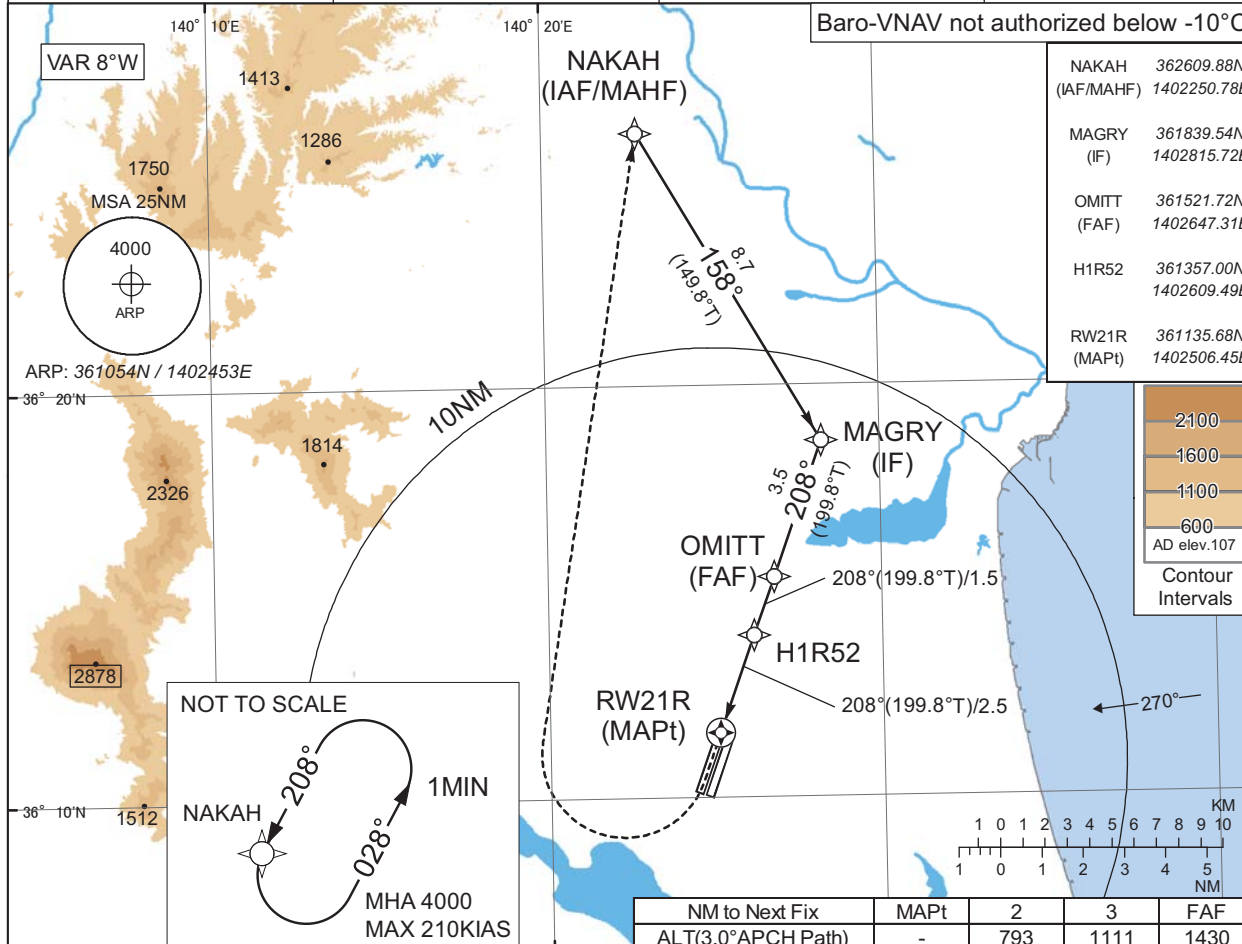 140° 10'E
140° 20'E
Baro-VNAV not authorized below -10°C
VAR 8°W
NAKAH
(IAF/MAHF)
NAKAH 362609.88N
(IAF/MAHF) 1402250.78E
MAGRY 361839.54N
(IF) 1402815.72E
OMITT 361521.72N
(FAF) 1402647.31E
H1R52 361357.00N
1402609.49E
RW21R 361135.68N
(MAPt) 1402506.45E
1413
1286
1750
MSA 25NM
4000
ARP
ARP: 361054N / 1402453E
8.7
158°
(149.8°T)
36° 20'N
10NM
MAGRY
(IF)
1814
2326
3.5
208°
(199.8°T)
2100
1600
1100
600
AD elev.107
Contour
Intervals
OMITT
(FAF)
208°(199.8°T)/1.5
H1R52
2878
RW21R
(MAPt)
208°(199.8°T)/2.5
270°
NOT TO SCALE
208°
1MIN
NAKAH
028°
MHA 4000
MAX 210KIAS
36° 10'N
1512
KM
1 0 1 2 3 4 5 6 7 8 9 10
1 0 1 2 3 4 5
NM
NM to Next Fix MAPt 2 3 FAF
ALT(3.0°APCH Path) - 793 1111 1430